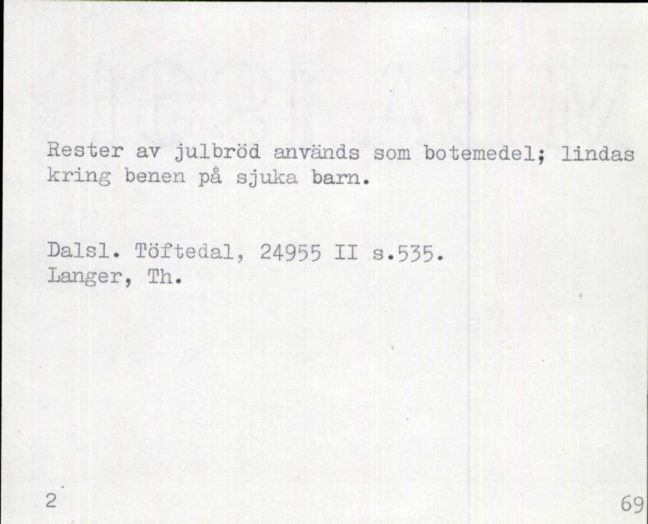 Rester av julbröd används som botemedel; lindas
kring benen på sjuka barn.
Dalsl. Töftedal, 24955 II s.535.
Langer, Th.
2
69